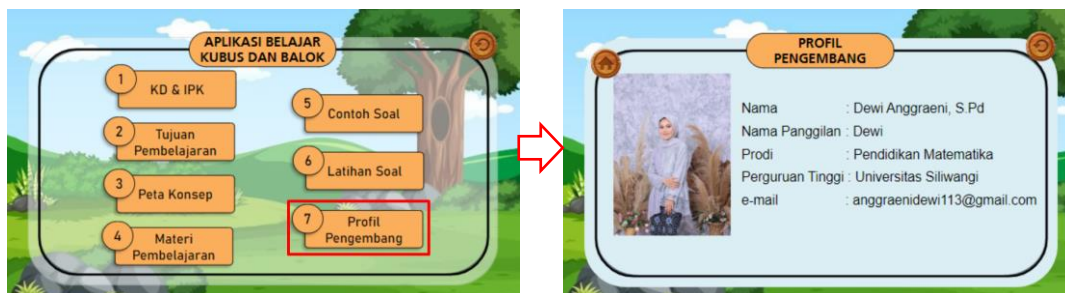 APLIKASI BELAJAR
KUBUS DAN BALOK
1
KD & IPK
2
Tujuan
Pembelajaran
3
Peta Konsep
4
Materi
Pembelajaran
5
Contoh Soal
6
Latihan Soal
7
Profil
Pengembang
PROFIL
PENGEMBANG
Nama : Dewi Anggraeni, S.Pd
Nama Panggilan : Dewi
Prodi : Pendidikan Matematika
Perguruan Tinggi : Universitas Siliwangi
e-mail : anggraenidewi113@gmail.com